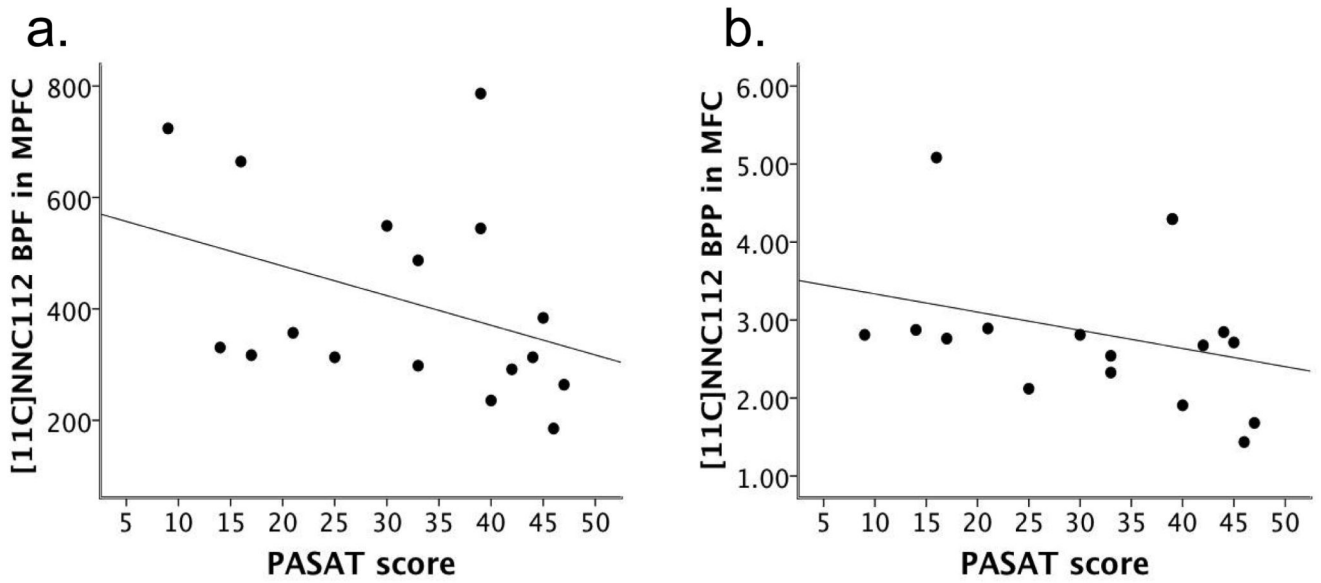 a.
[11C]NNC112 BPF in MPFC
800
600
400
200
5 10 15 20 25 30 35 40 45 50
PASAT score
b.
[11C]NNC112 BPP in MFC
6.00
5.00
4.00
3.00
2.00
1.00
5 10 15 20 25 30 35 40 45 50
PASAT score